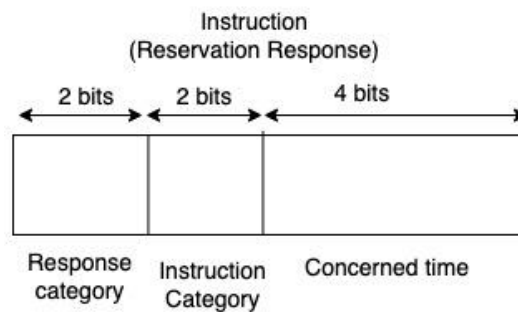 Instruction
(Reservation Response)
2 bits 2 bits 4 bits
Response category
Instruction Category
Concerned time